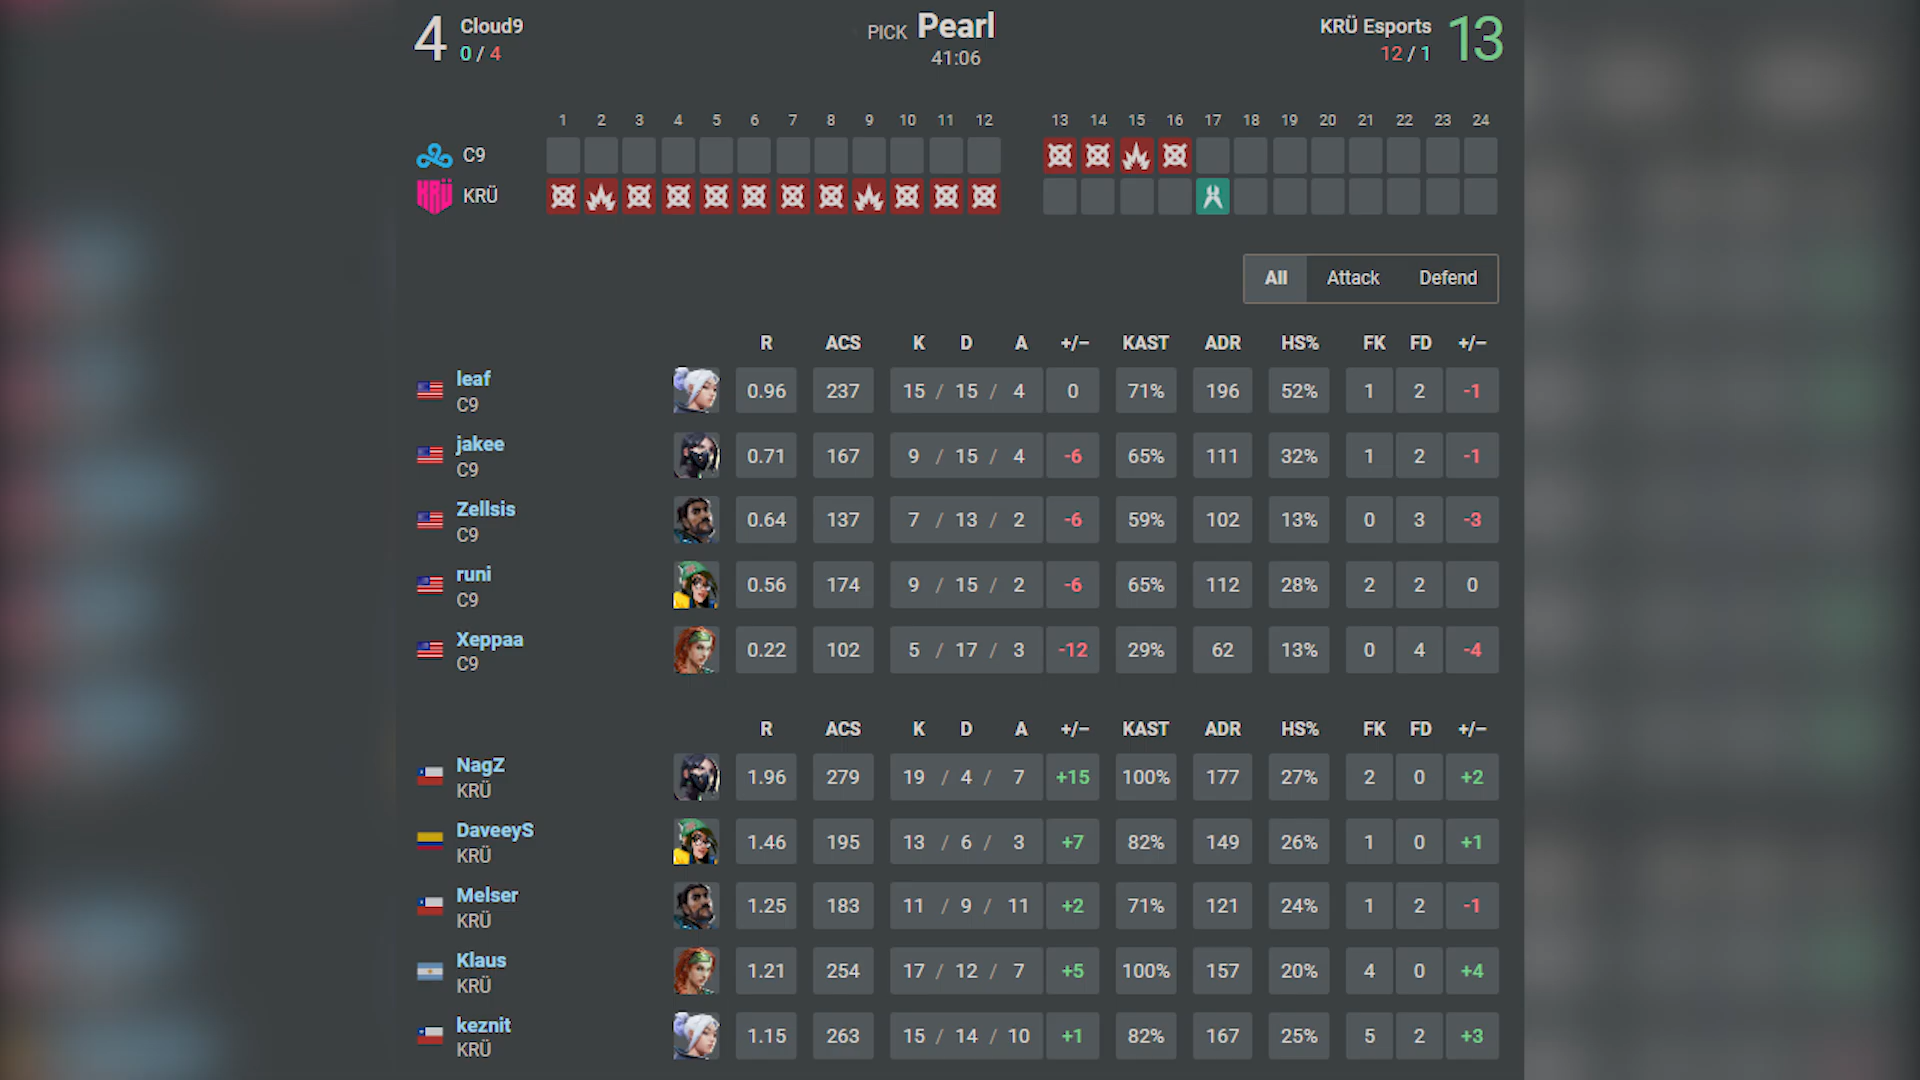 4 Cloud9 0 / 4
PICK Pearl
41:06
KRÜ Esports 12 / 1 13
1 2 3 4 5 6 7 8 9 10 11 12 13 14 15 16 17 18 19 20 21 22 23 24
C9
KRÜ KRÜ
All Attack Defend
R ACS K D A +/– KAST ADR HS% FK FD +/–
leaf C9 0.96 237 15 / 15 / 4 0 71% 196 52% 1 2 -1
jakee C9 0.71 167 9 / 15 / 4 -6 65% 111 32% 1 2 -1
Zellsis C9 0.64 137 7 / 13 / 2 -6 59% 102 13% 0 3 -3
runi C9 0.56 174 9 / 15 / 2 -6 65% 112 28% 2 2 0
Xeppaa C9 0.22 102 5 / 17 / 3 -12 29% 62 13% 0 4 -4
R ACS K D A +/– KAST ADR HS% FK FD +/–
NagZ KRÜ 1.96 279 19 / 4 / 7 +15 100% 177 27% 2 0 +2
DaveeyS KRÜ 1.46 195 13 / 6 / 3 +7 82% 149 26% 1 0 +1
Melser KRÜ 1.25 183 11 / 9 / 11 +2 71% 121 24% 1 2 -1
Klaus KRÜ 1.21 254 17 / 12 / 7 +5 100% 157 20% 4 0 +4
keznit KRÜ 1.15 263 15 / 14 / 10 +1 82% 167 25% 5 2 +3